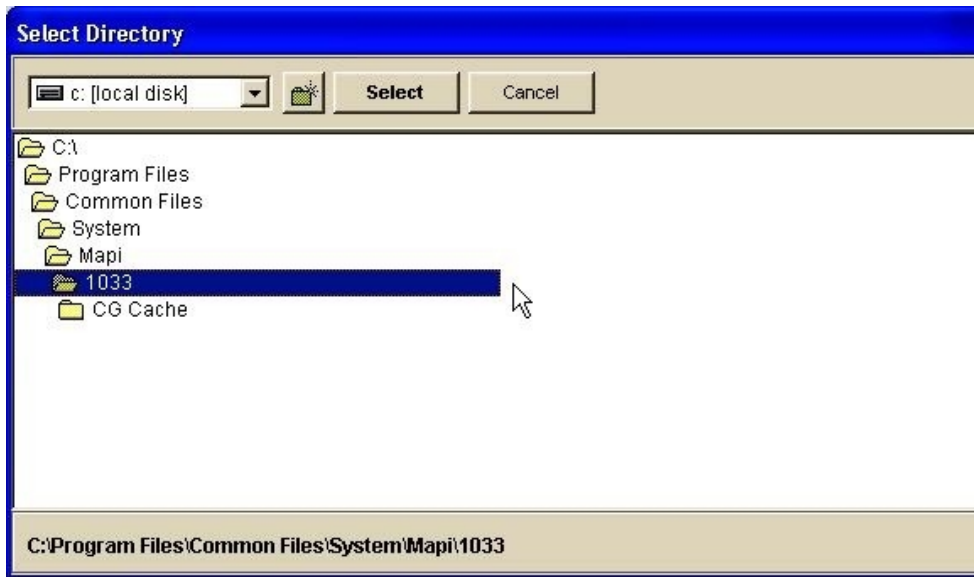 Select Directory
c: [local disk] Select Cancel
C:\
Program Files
Common Files
System
Mapi
1033
CG Cache
C:\Program Files\Common Files\System\Mapi\1033